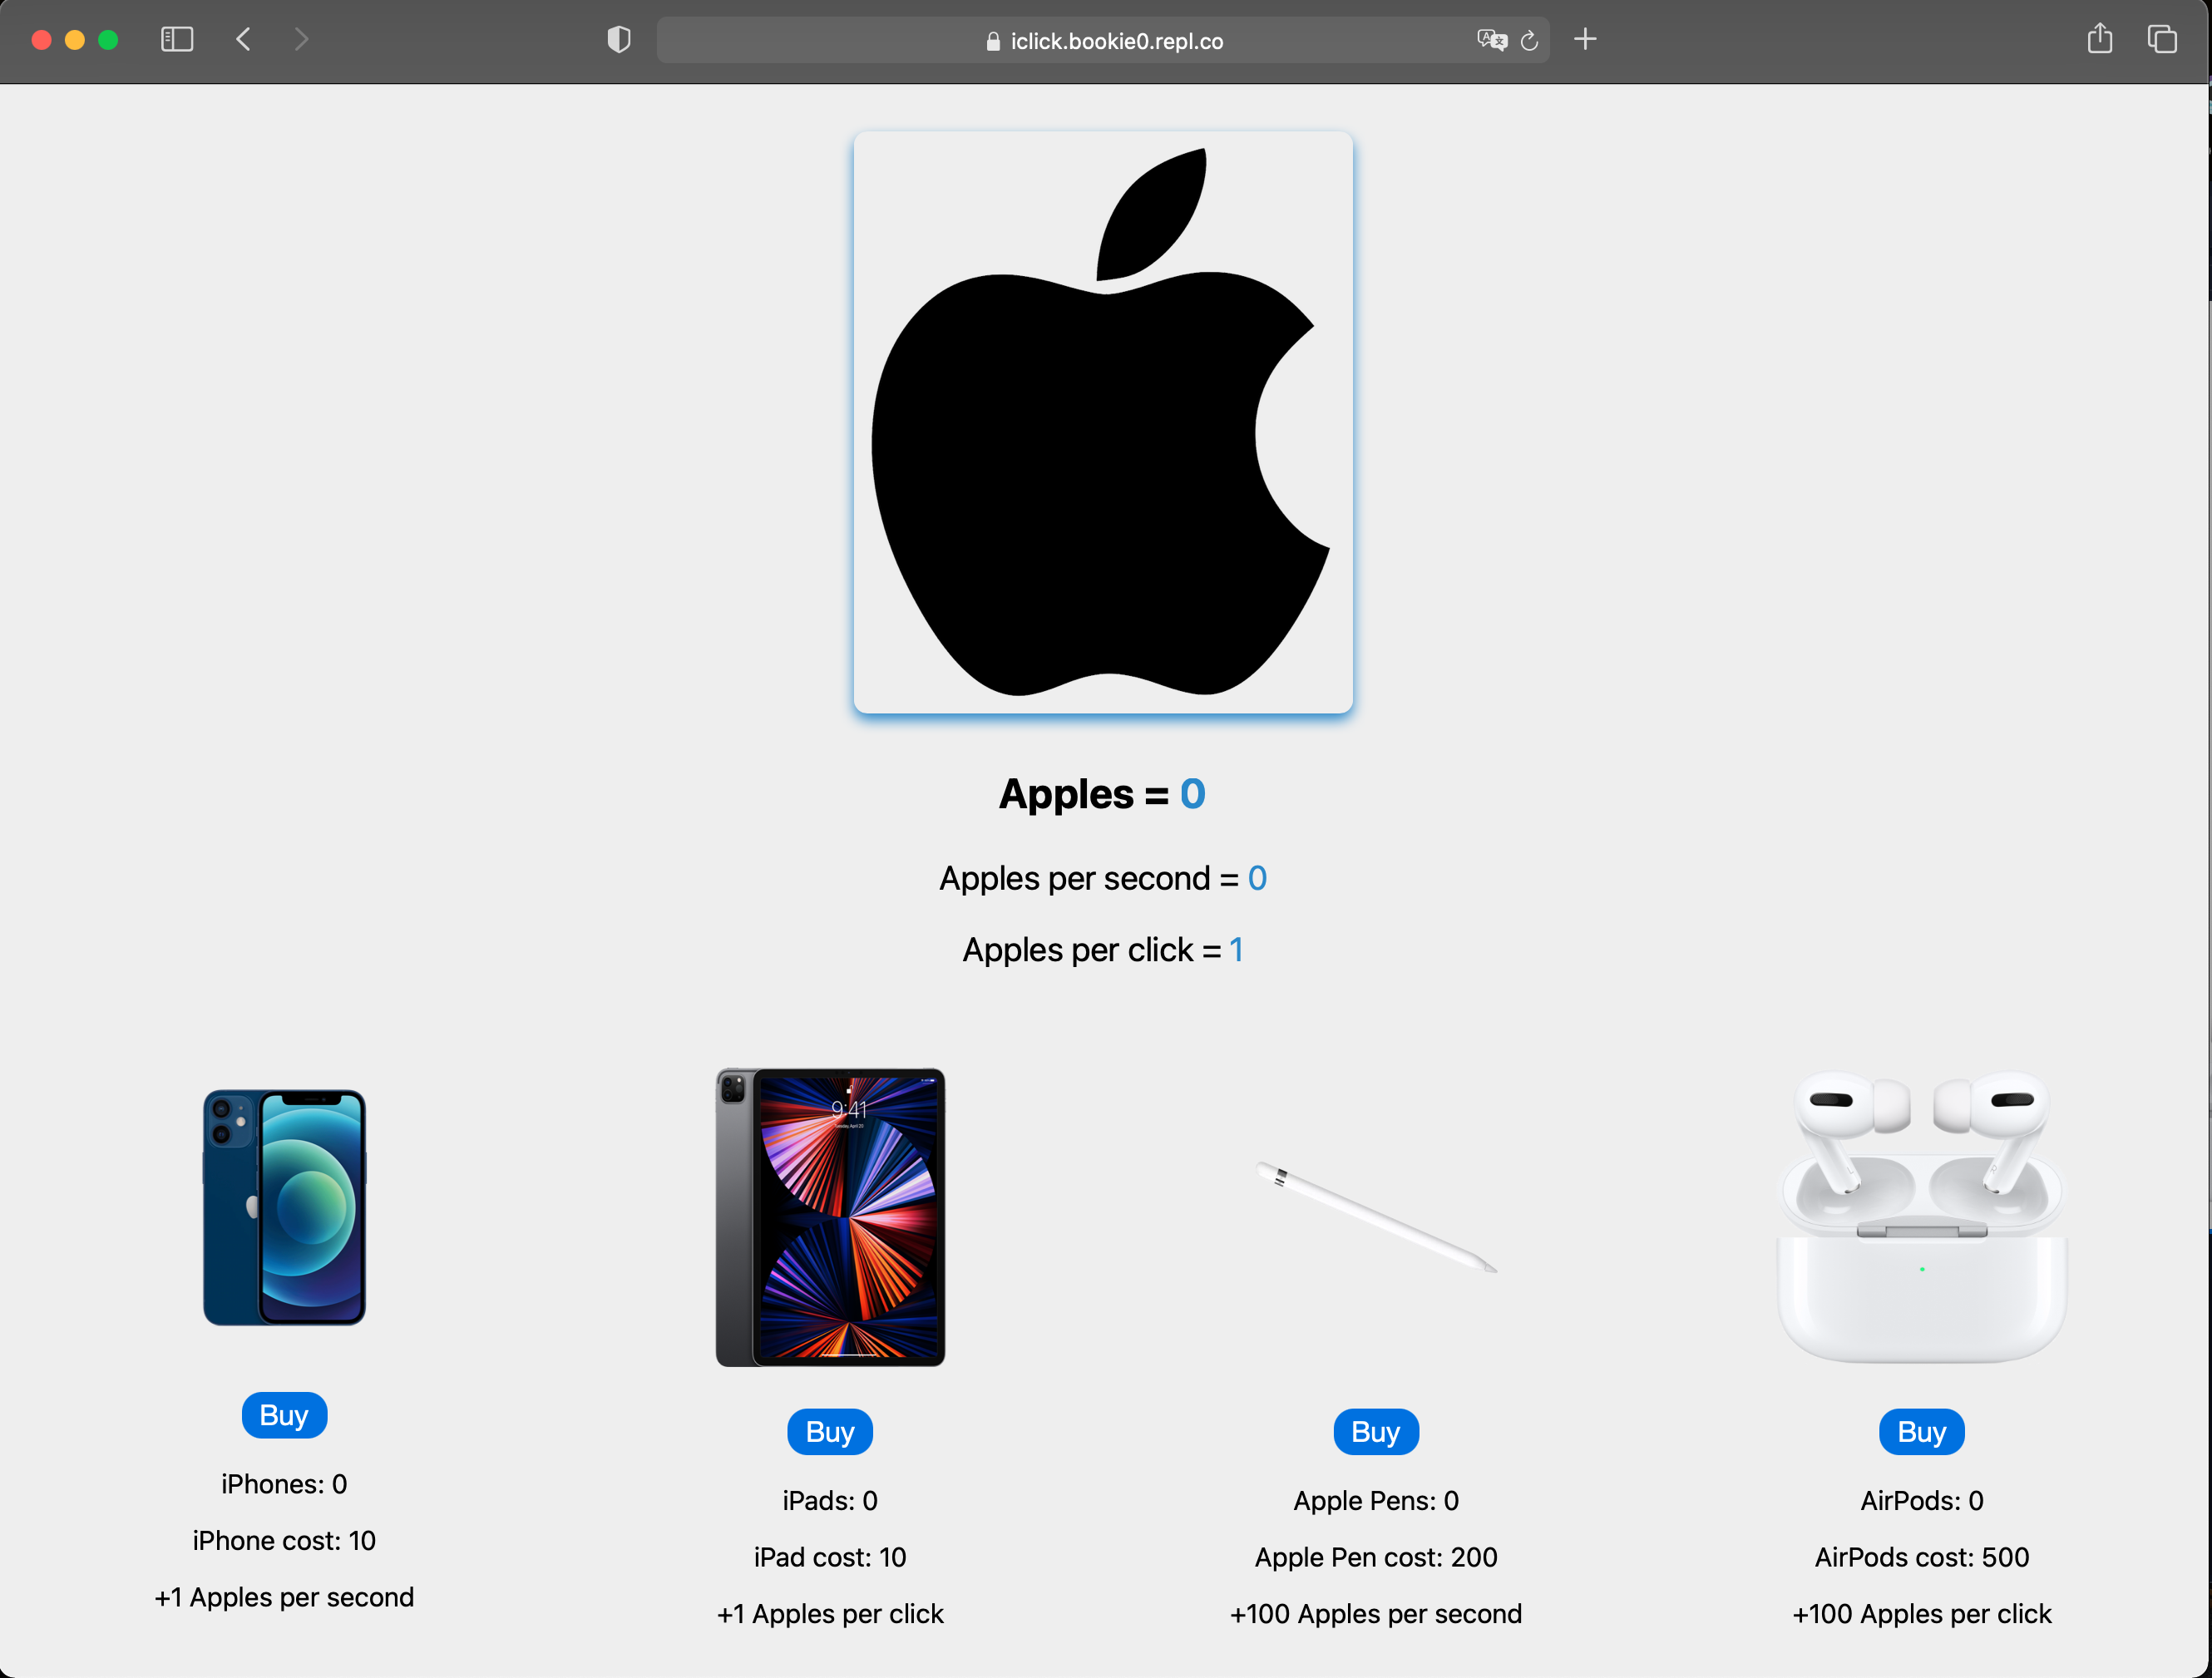 iclick.bookie0.repl.co
Apples = 0
Apples per second = 0
Apples per click = 1
9:41
Buy
iPhones: 0
iPhone cost: 10
+1 Apples per second
Buy
iPads: 0
iPad cost: 10
+1 Apples per click
Buy
Apple Pens: 0
Apple Pen cost: 200
+100 Apples per second
Buy
AirPods: 0
AirPods cost: 500
+100 Apples per click